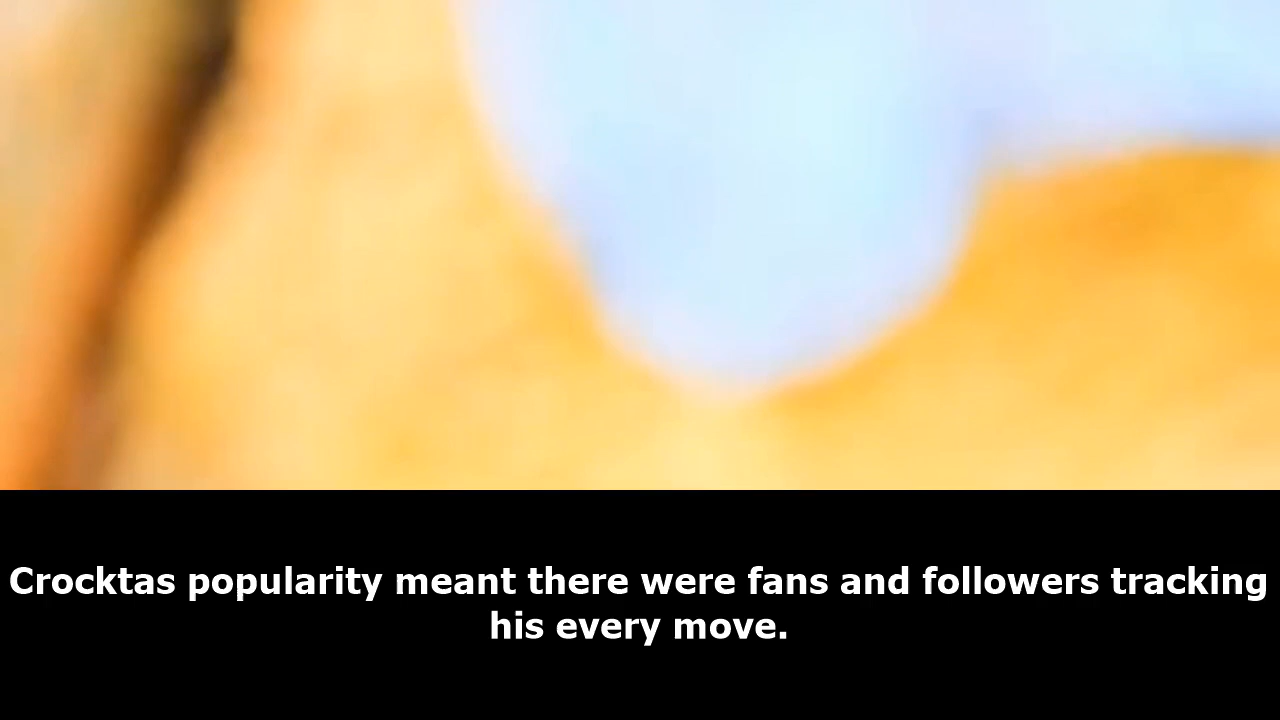 Crocktas popularity meant there were fans and followers tracking
his every move.